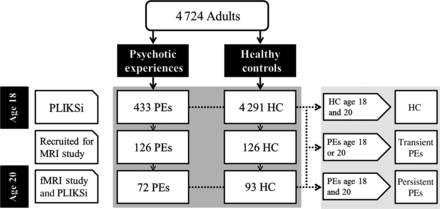 4 724 Adults
Psychotic
experiences
Healthy
controls
Age 18
PLIKSi
433 PEs
4 291 HC
HC age 18
and 20
HC
Recruited for
MRI study
126 PEs
126 HC
PEs age 18
or 20
Transient
PEs
Age 20
fMRI study
and PLIKSi
72 PEs
93 HC
PEs age 18
and 20
Persistent
PEs